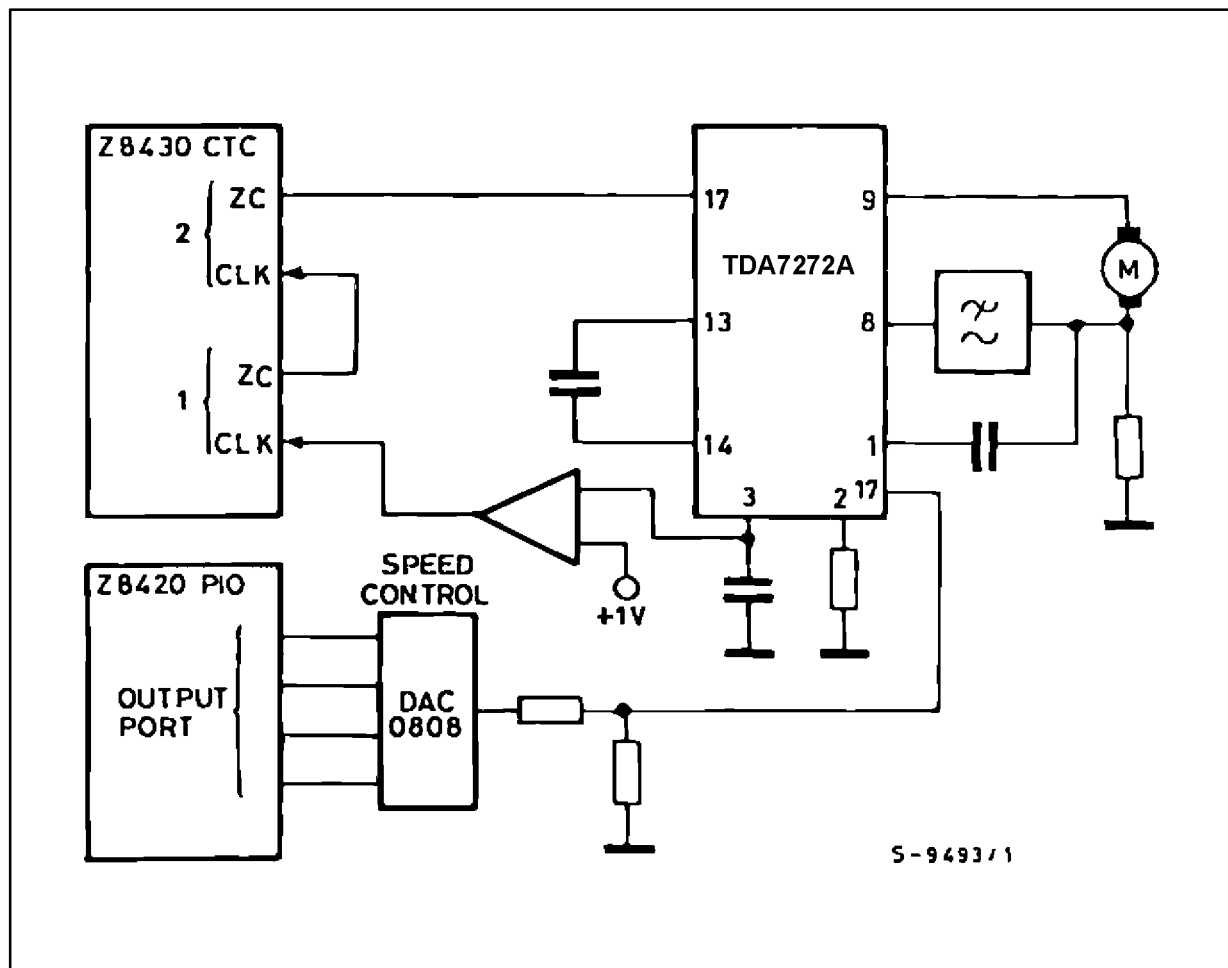 Z8430 CTC
ZC
2
CLK
ZC
1
CLK
17
9
TDA7272A
M
13
8
14
1
3
2
17
+1V
Z8420 PIO
OUTPUT
PORT
SPEED
CONTROL
DAC
0808
S-9493/1